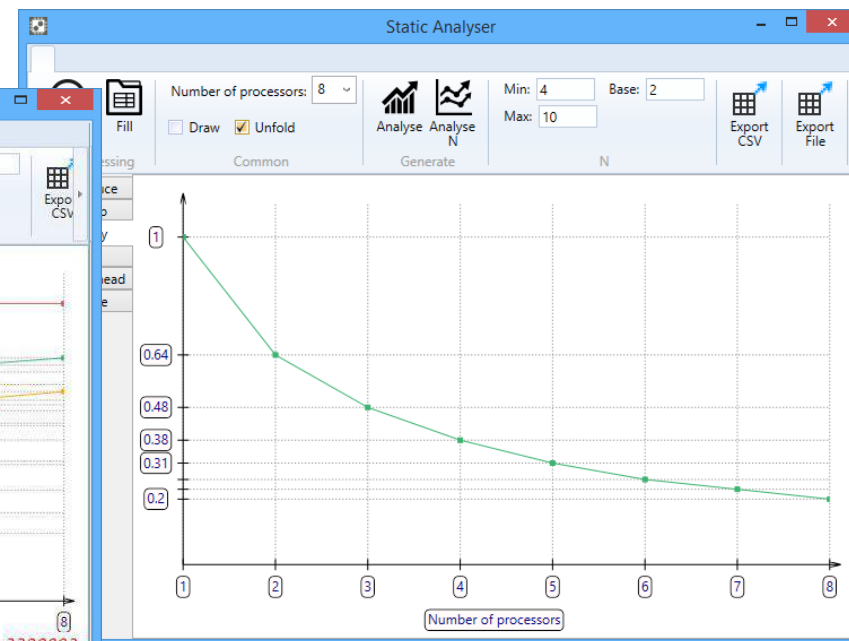 Static Analyser
Fill
Number of processors: 8
Draw Unfold
Common
Analyse Analyse
N
Generate
Min: 4 Base: 2
Max: 10
N
Export
CSV
Export
File
CSV
1
0.64
0.48
0.38
0.31
0.2
1 2 3 4 5 6 7 8
Number of processors
8